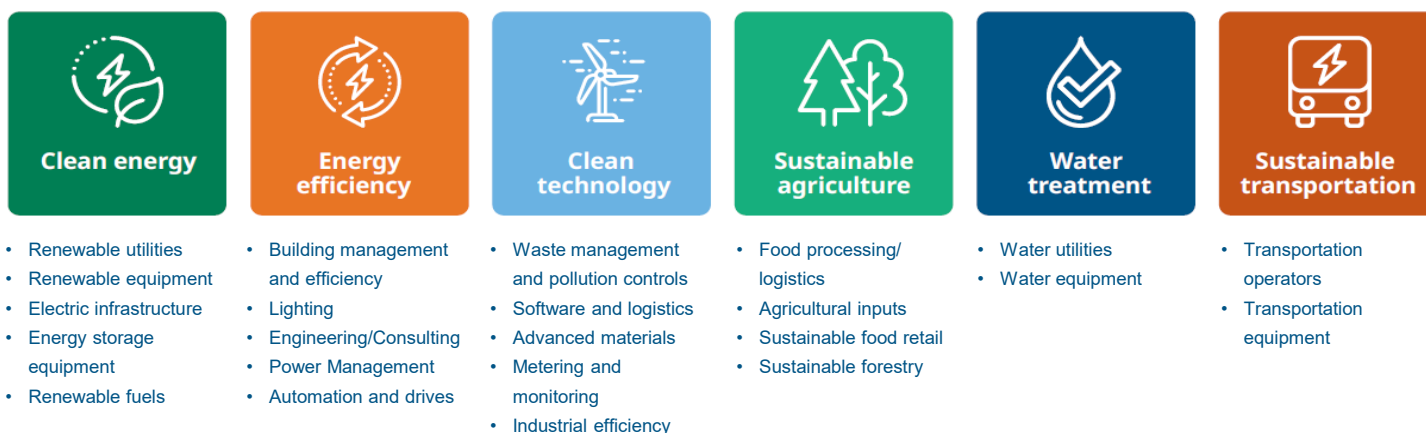 Clean energy
• Renewable utilities
• Renewable equipment
• Electric infrastructure
• Energy storage
equipment
• Renewable fuels
Energy
efficiency
• Building management
and efficiency
• Lighting
• Engineering/Consulting
• Power Management
• Automation and drives
Clean
technology
• Waste management
and pollution controls
• Software and logistics
• Advanced materials
• Metering and
monitoring
• Industrial efficiency
Sustainable
agriculture
• Food processing/
logistics
• Agricultural inputs
• Sustainable food retail
• Sustainable forestry
Water
treatment
• Water utilities
• Water equipment
Sustainable
transportation
• Transportation
operators
• Transportation
equipment